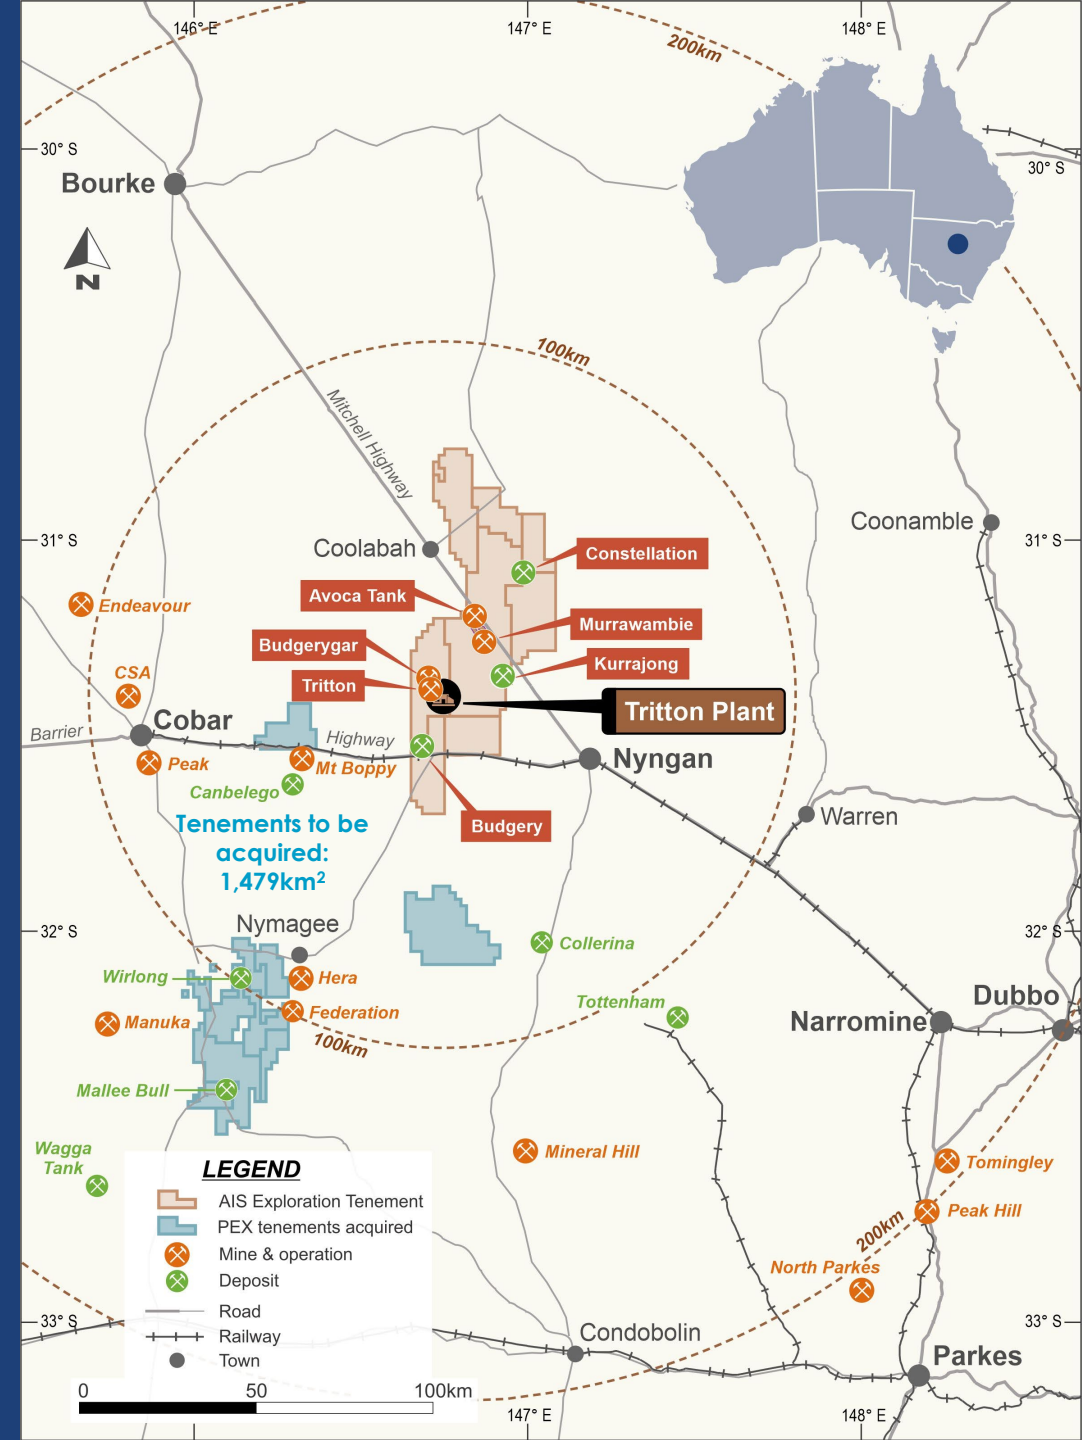 146° E
147° E
148° E
200km
30° S
30° S
Bourke
N
100km
Mitchell Highway
Coonamble
31° S
31° S
Coolabah
Constellation
Avoca Tank
Endeavour
Murrawambie
Budgerygar
Kurrajong
CSA
Tritton
Tritton Plant
Cobar
Barrier
Highway
Nyngan
Peak
Mt Boppy
Canbelego
Warren
Budgery
Tenements to be
acquired:
1,479km²
Nymagee
32° S
32° S
Collerina
Wirlong
Hera
Dubbo
Tottenham
Federation
Manuka
Narromine
100km
Mallee Bull
Wagga
Tank
Mineral Hill
Tomingley
LEGEND
AIS Exploration Tenement
PEX tenements acquired
Mine & operation
Deposit
Road
Railway
Town
Peak Hill
200km
North Parkes
33° S
33° S
Condobolin
Parkes
0 50 100km
147° E
148° E